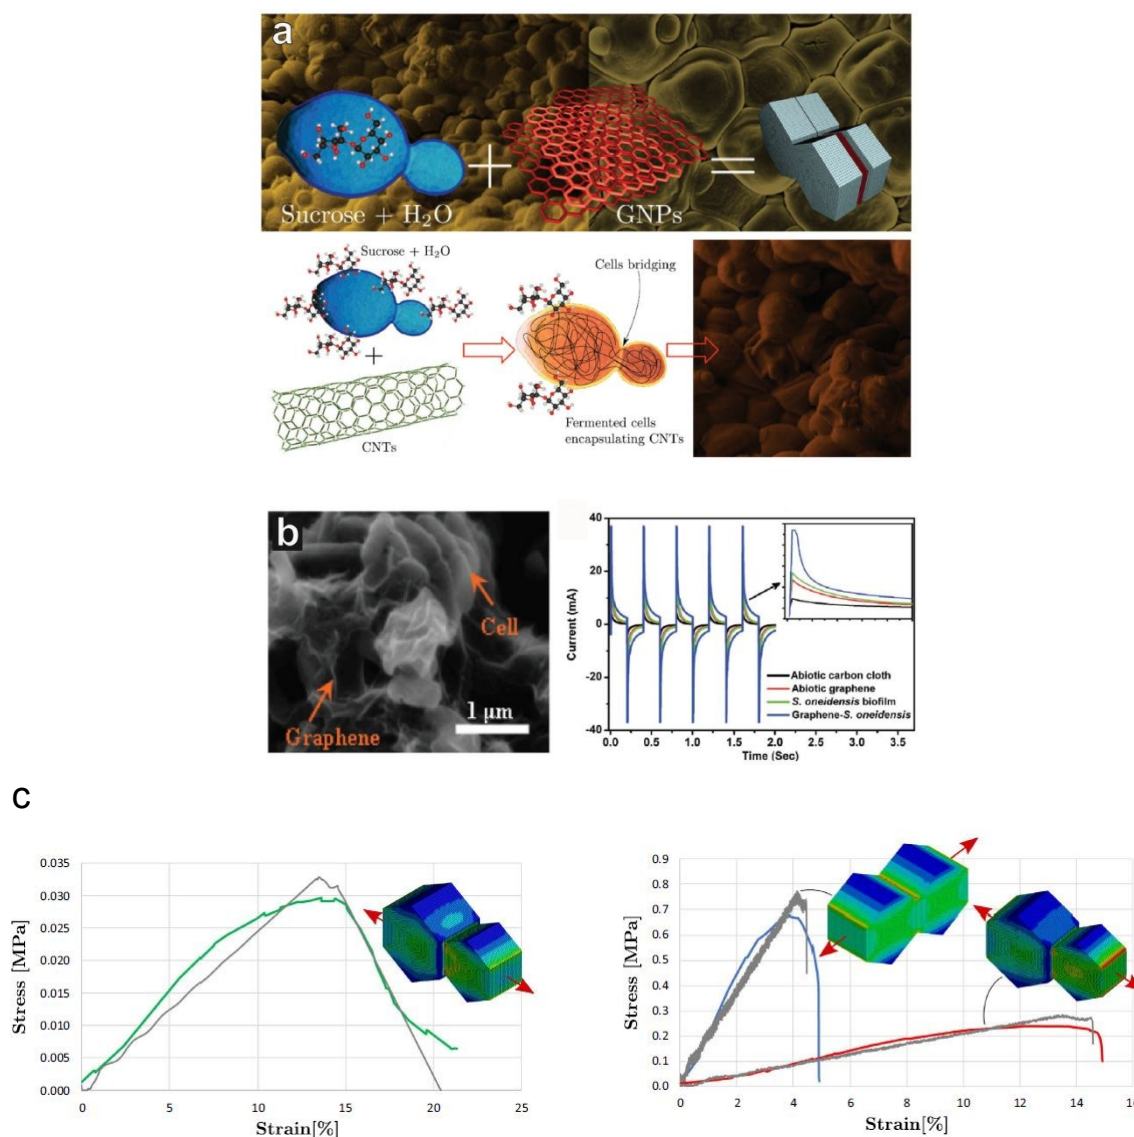 a
Sucrose + H₂O
GNPs
Sucrose + H₂O
Cells bridging
+
CNTs
Fermented cells
encapsulating CNTs
b
Cell
Graphene
1 μm
Current (mA)
40
20
0
-20
-40
Abiotic carbon cloth
Abiotic graphene
S. oneidensis biofilm
Graphene-S. oneidensis
0.0 0.5 1.0 1.5 2.0 2.5 3.0 3.5
Time (Sec)
c
Stress [MPa]
0.035
0.030
0.025
0.020
0.015
0.010
0.005
0.000
0 5 10 15 20 25
Strain[%]
Stress [MPa]
0.9
0.8
0.7
0.6
0.5
0.4
0.3
0.2
0.1
0.0
0 2 4 6 8 10 12 14 16
Strain[%]